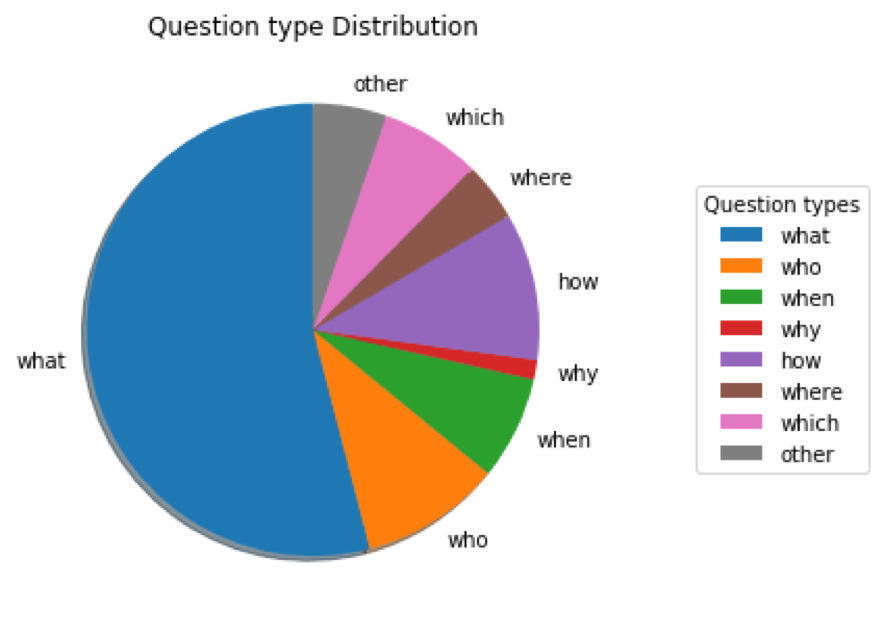 Question type Distribution
other
which
where
how
why
when
who
what
Question types
what
who
when
why
how
where
which
other